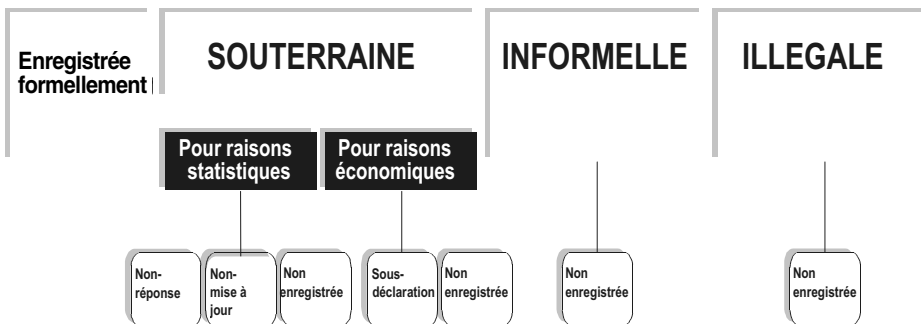 Enregistrée
formellement
SOUTERRAINE
INFORMELLE
ILLEGALE
Pour raisons
statistiques
Pour raisons
économiques
Non-
réponse
Non-
mise à
jour
Non
enregistrée
Sous-
déclaration
Non
enregistrée
Non
enregistrée
Non
enregistrée